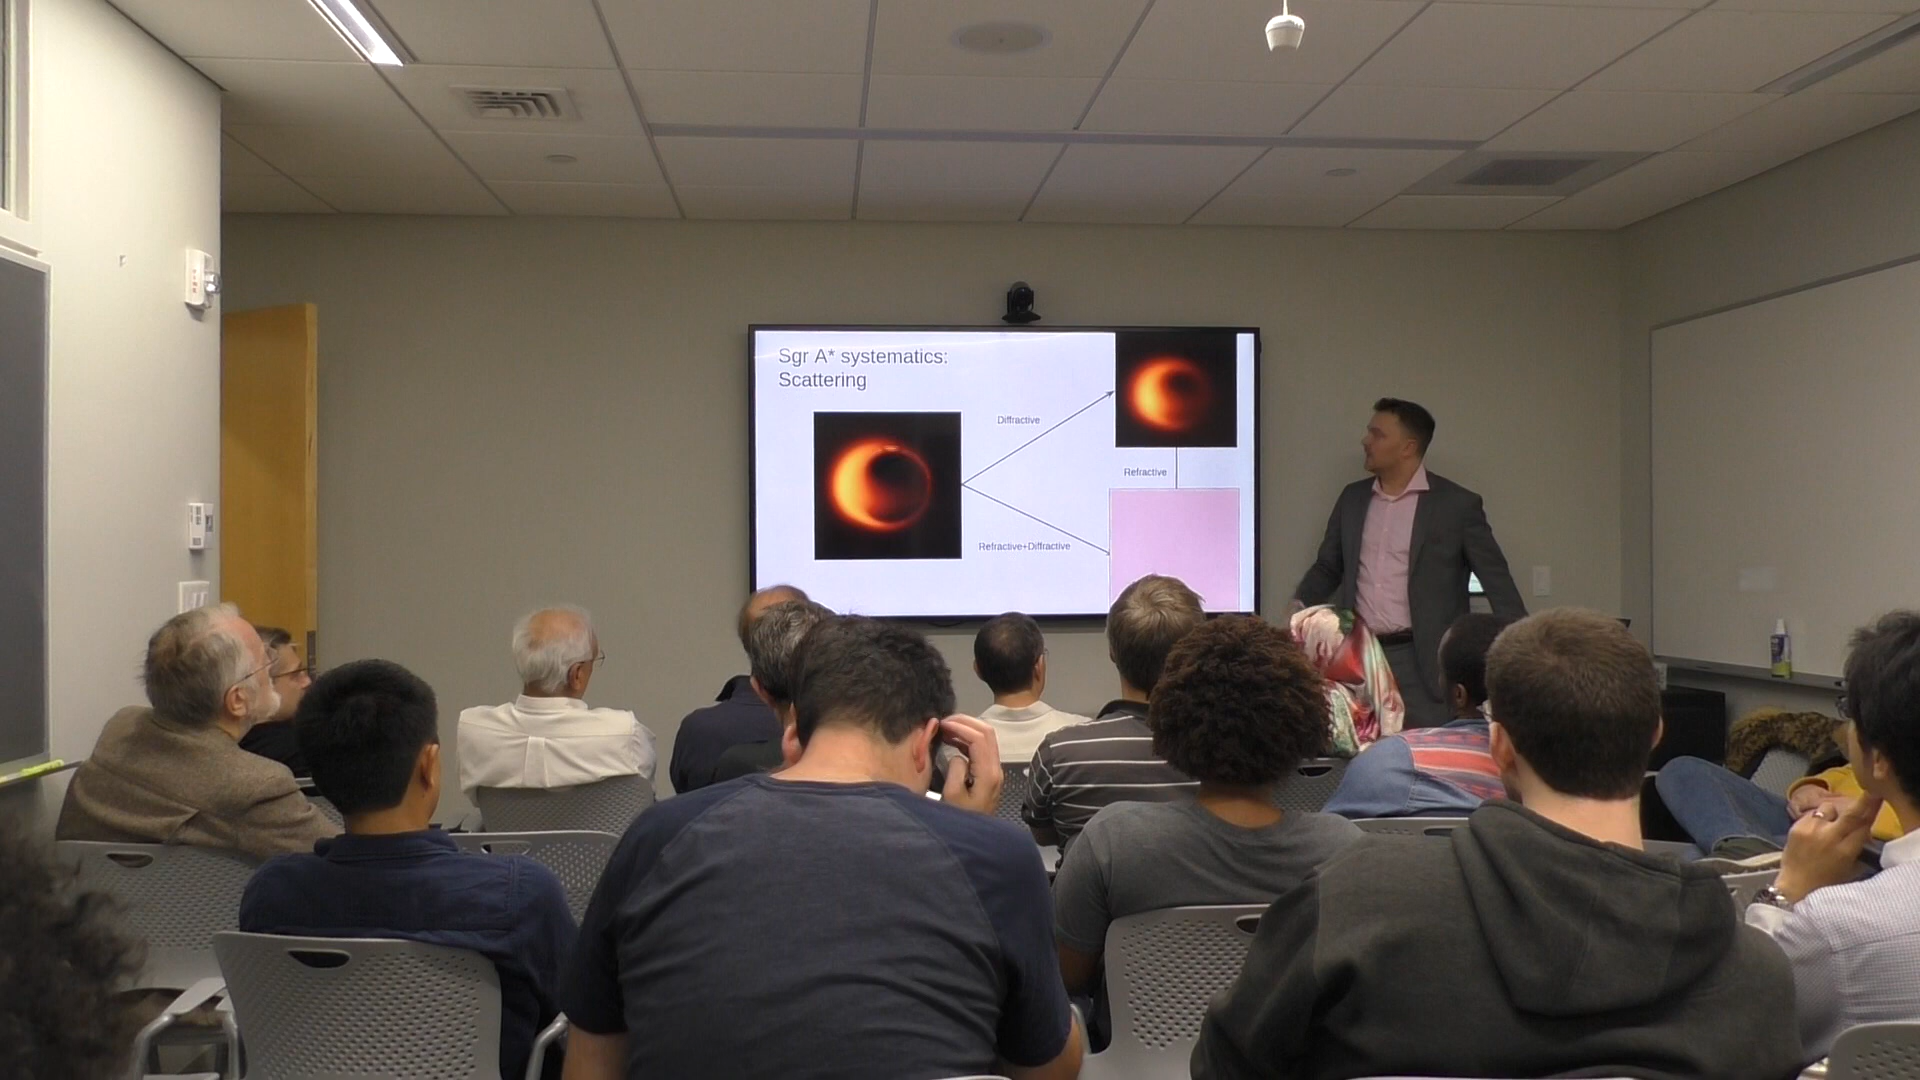 Sgr A* systematics:
Scattering
Diffractive
Refractive
Refractive+Diffractive